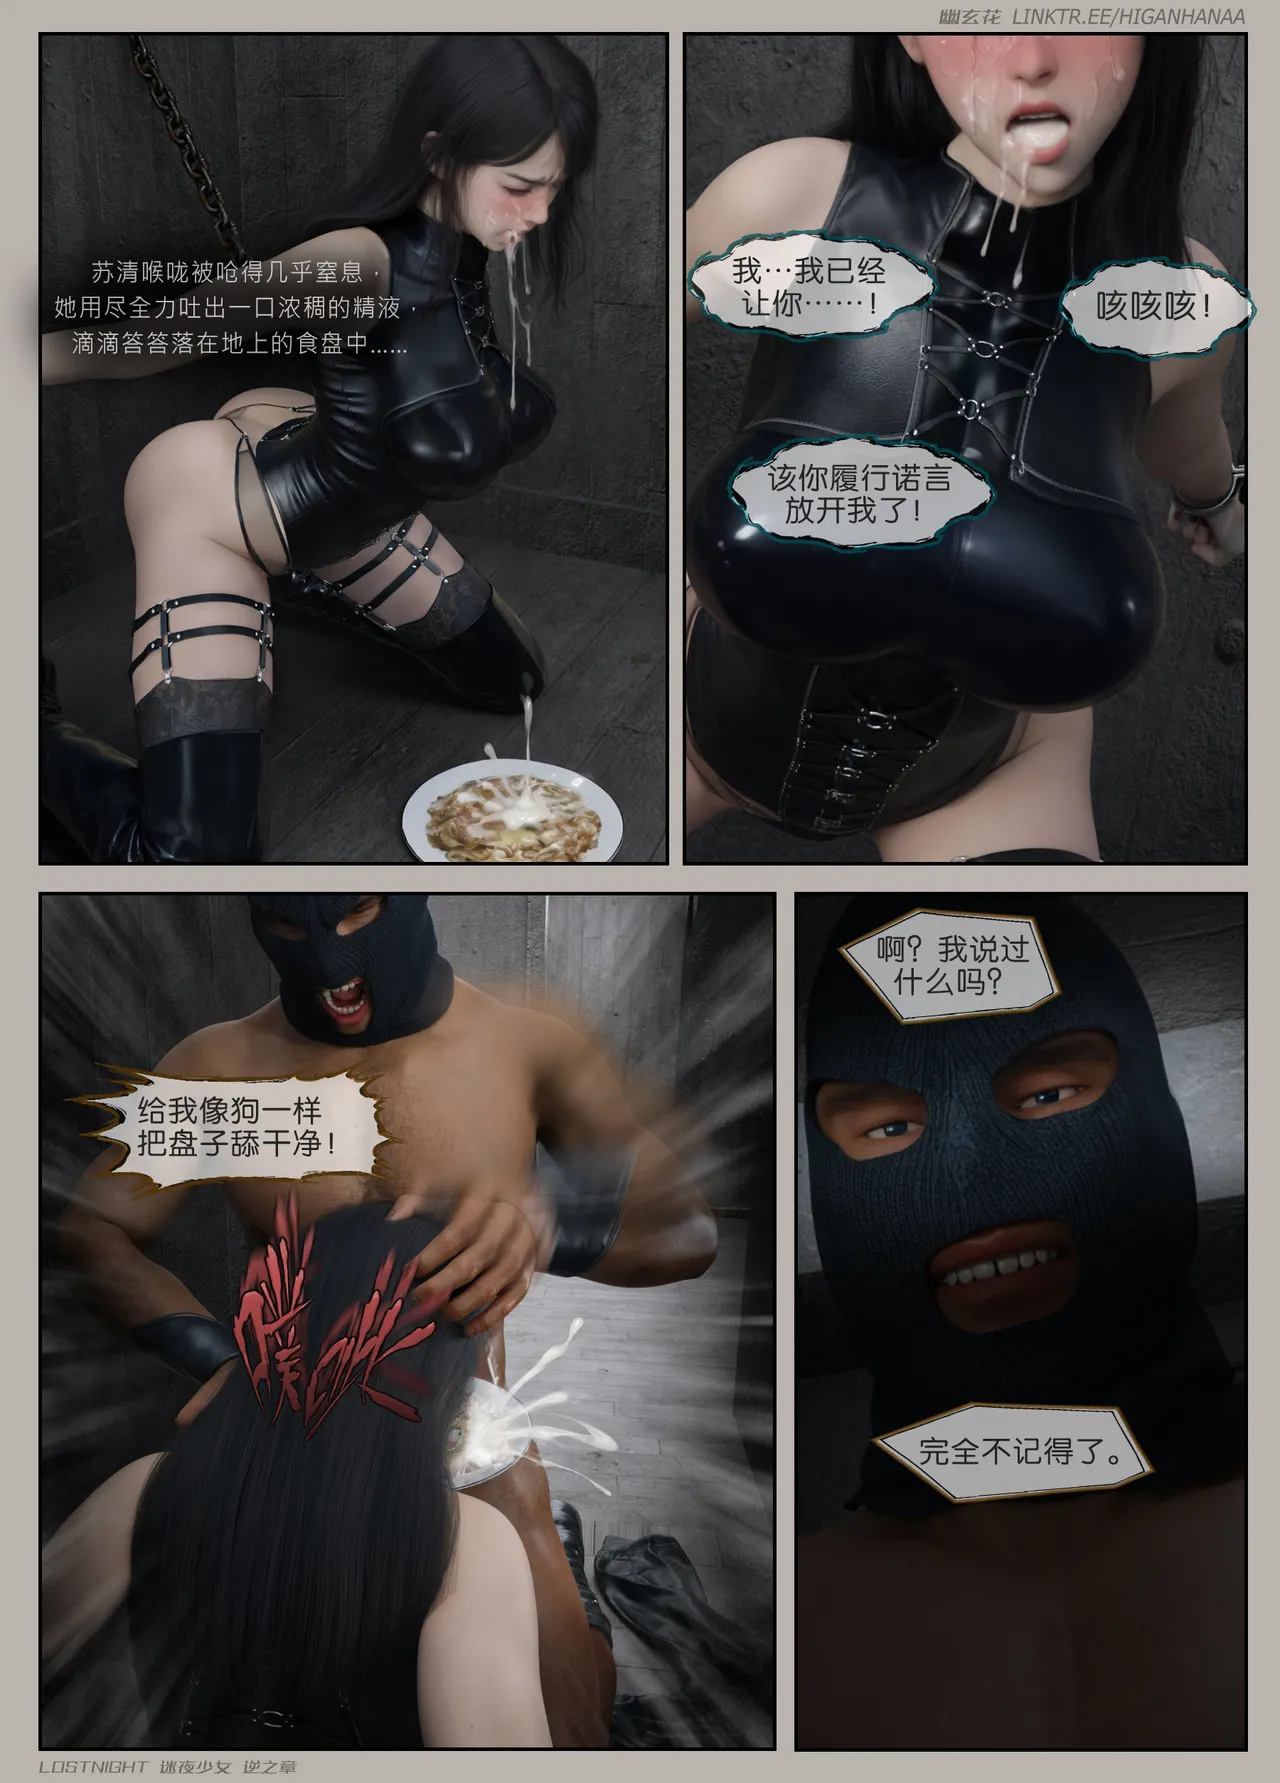 幽玄花 LINKTR.EE/HIGANHANAA
苏清喉咙被呛得几乎窒息，
她用尽全力吐出一口浓稠的精液，
滴滴答答落在地上的食盘中……
我…我已经
让你……！
咳咳咳！
该你履行诺言
放开我了！
给我像狗一样
把盘子舔干净！
噗呲
啊？我说过
什么吗？
完全不记得了。
LOSTNIGHT 迷夜少女 逆之章